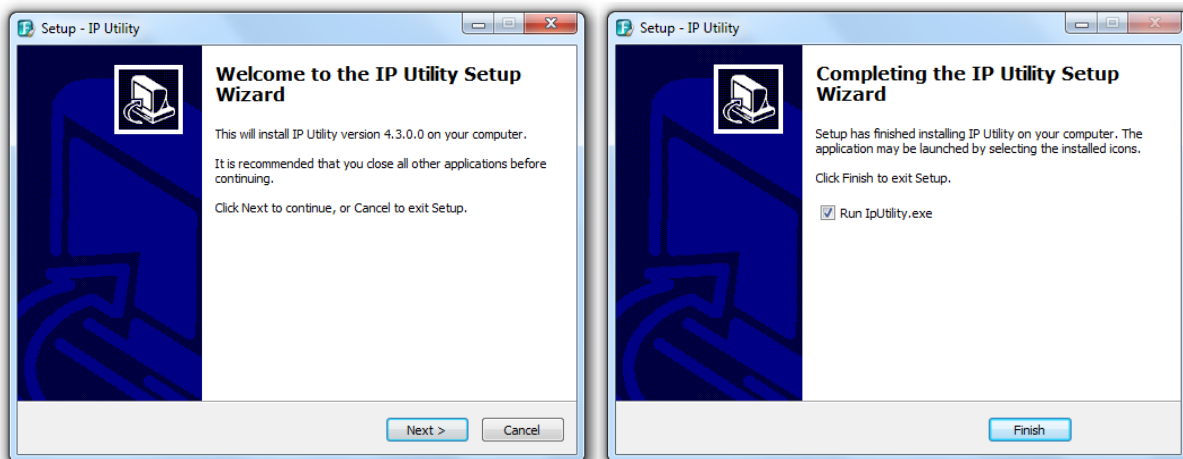 Setup - IP Utility
Welcome to the IP Utility Setup
Wizard
This will install IP Utility version 4.3.0.0 on your computer.
It is recommended that you close all other applications before
continuing.
Click Next to continue, or Cancel to exit Setup.
Next >
Cancel
Setup - IP Utility
Completing the IP Utility Setup
Wizard
Setup has finished installing IP Utility on your computer. The
application may be launched by selecting the installed icons.
Click Finish to exit Setup.
Run IpUtility.exe
Finish